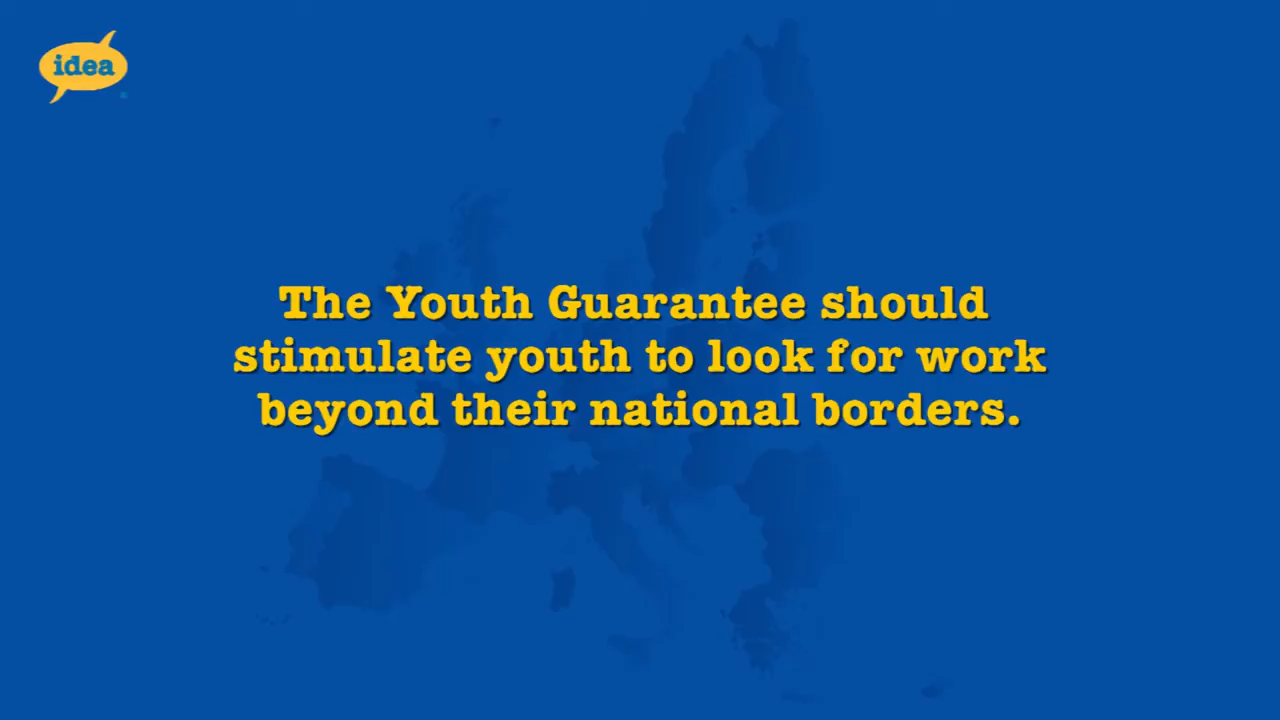 idea
The Youth Guarantee should
stimulate youth to look for work
beyond their national borders.